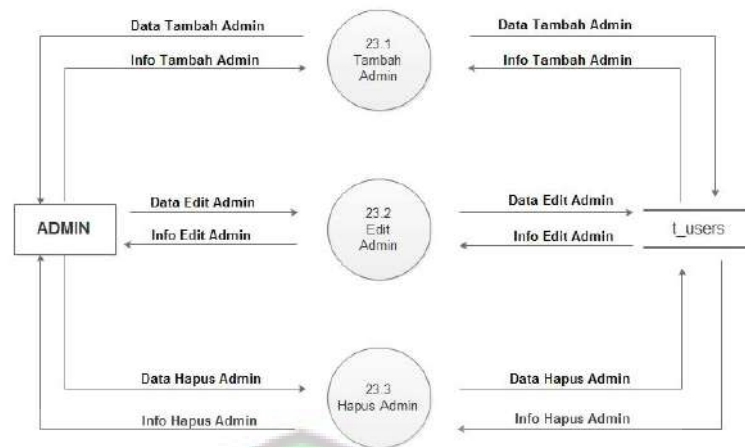 Data Tambah Admin
Info Tambah Admin
23.1
Tambah
Admin
Data Tambah Admin
Info Tambah Admin
ADMIN
Data Edit Admin
Info Edit Admin
23.2
Edit
Admin
Data Edit Admin
Info Edit Admin
t_users
Data Hapus Admin
Info Hapus Admin
23.3
Hapus Admin
Data Hapus Admin
Info Hapus Admin